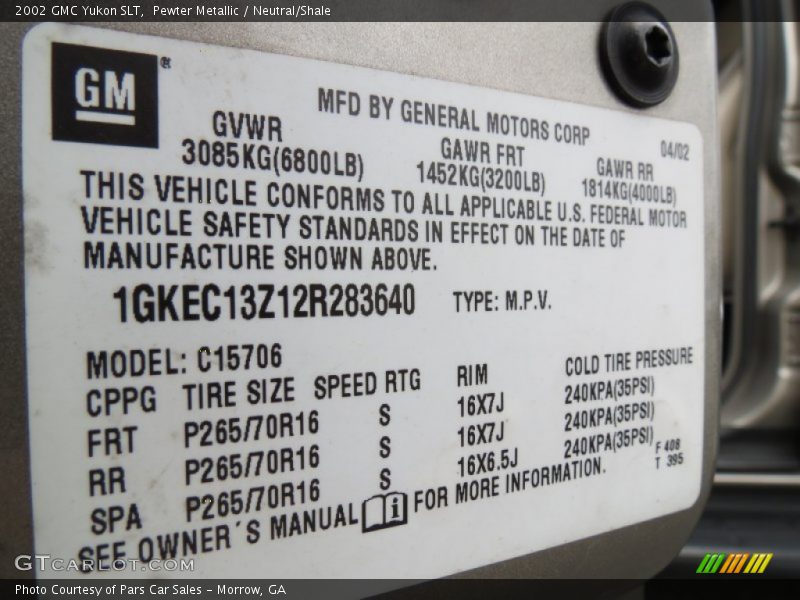 2002 GMC Yukon SLT, Pewter Metallic / Neutral/Shale
GM®
MFD BY GENERAL MOTORS CORP 04/02
GVWR GAWR FRT GAWR RR
3085KG(6800LB) 1452KG(3200LB) 1814KG(4000LB)
THIS VEHICLE CONFORMS TO ALL APPLICABLE U.S. FEDERAL MOTOR
VEHICLE SAFETY STANDARDS IN EFFECT ON THE DATE OF
MANUFACTURE SHOWN ABOVE.
1GKEC13Z12R283640 TYPE: M.P.V.
MODEL: C15706
CPPG TIRE SIZE SPEED RTG RIM COLD TIRE PRESSURE
FRT P265/70R16 S 16X7J 240KPA(35PSI)
RR P265/70R16 S 16X7J 240KPA(35PSI)
SPA P265/70R16 S 16X6.5J 240KPA(35PSI)
F 408
T 395
SEE OWNER´S MANUAL FOR MORE INFORMATION.
GTCarLot.com
Photo Courtesy of Pars Car Sales - Morrow, GA